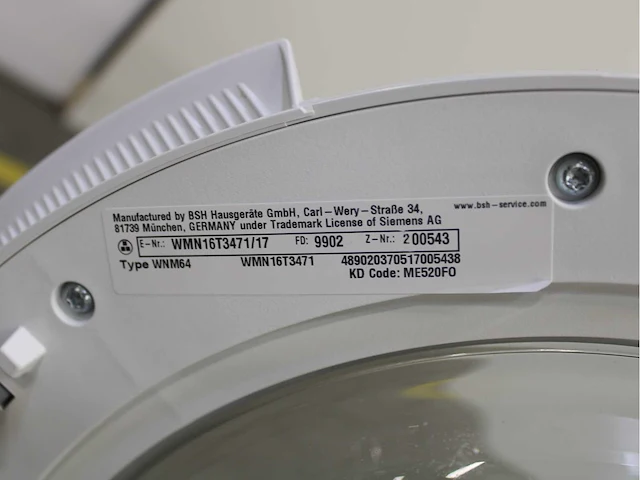 Manufactured by BSH Hausgeräte GmbH, Carl-Wery-Straße 34,
81739 München, GERMANY under Trademark License of Siemens AG
www.bsh-service.com
E-Nr.: WMN16T3471/17 FD: 9902 Z-Nr.: 200543
Type WNM64 WMN16T3471 489020370517005438
KD Code: ME520FO